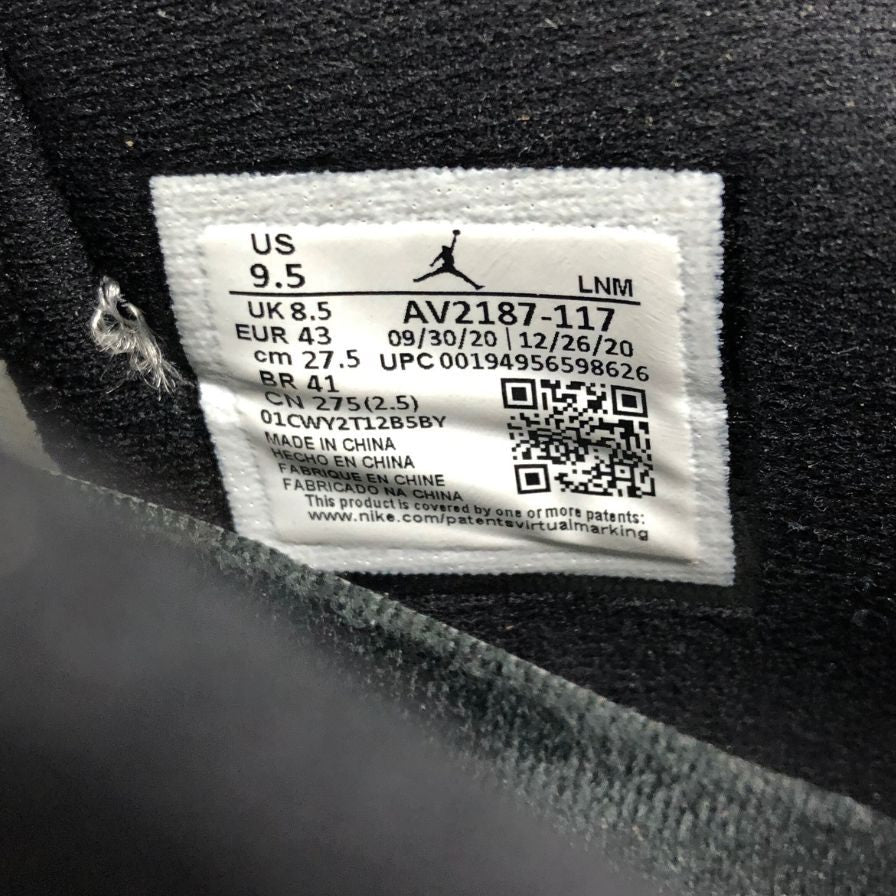 US
9.5
LNM
UK 8.5
AV2187-117
EUR 43
09/30/20 | 12/26/20
cm 27.5
UPC 00194956598626
BR 41
CN 275(2.5)
01CWY2T12B5BY
MADE IN CHINA
HECHO EN CHINA
FABRIQUE EN CHINE
FABRICADO NA CHINA
This product is covered by one or more patents:
www.nike.com/patentsvirtualmarking